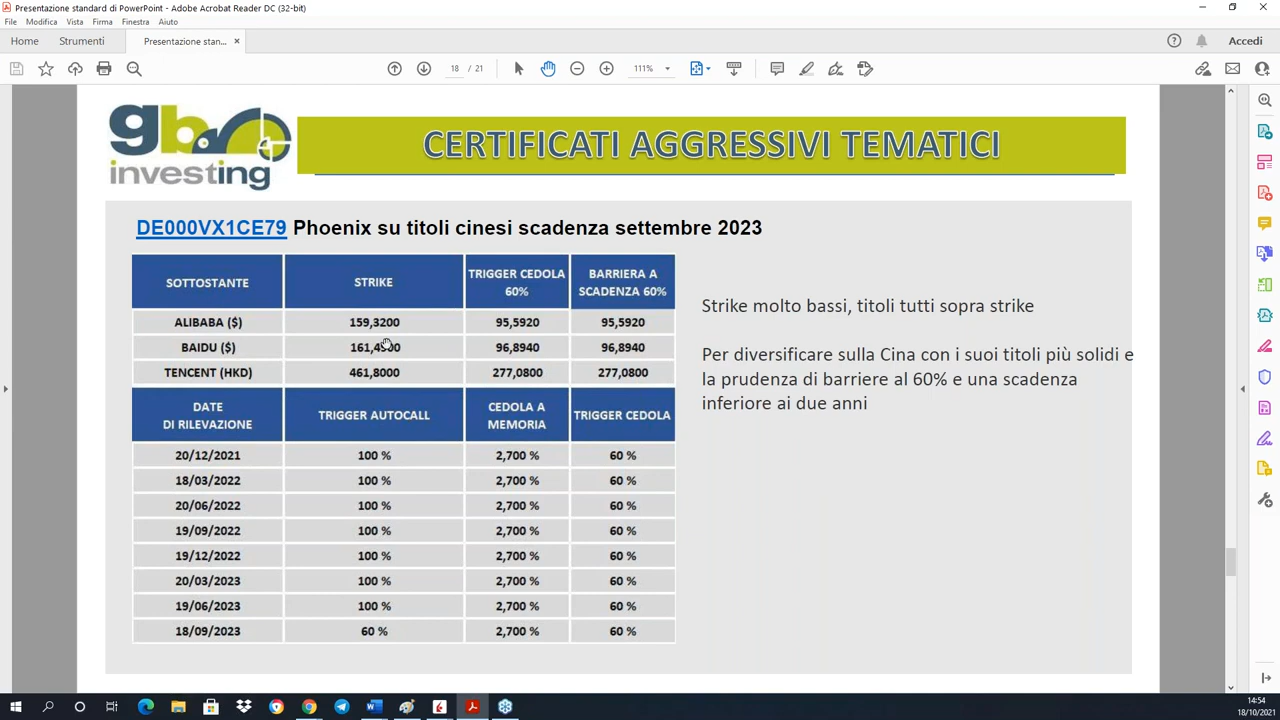 Presentazione standard di PowerPoint - Adobe Acrobat Reader DC (32-bit)
File Modifica Vista Firma Finestra Aiuto
Home Strumenti Presentazione stan... × Accedi
18 / 21 111%
gb investing
CERTIFICATI AGGRESSIVI TEMATICI
DE000VX1CE79 Phoenix su titoli cinesi scadenza settembre 2023
SOTTOSTANTE STRIKE TRIGGER CEDOLA 60% BARRIERA A SCADENZA 60%
ALIBABA ($) 159,3200 95,5920 95,5920
BAIDU ($) 96,8940 96,8940
TENCENT (HKD) 461,8000 277,0800 277,0800
DATE DI RILEVAZIONE TRIGGER AUTOCALL CEDOLA A MEMORIA TRIGGER CEDOLA
20/12/2021 100 % 2,700 % 60 %
18/03/2022 100 % 2,700 % 60 %
20/06/2022 100 % 2,700 % 60 %
19/09/2022 100 % 2,700 % 60 %
19/12/2022 100 % 2,700 % 60 %
20/03/2023 100 % 2,700 % 60 %
19/06/2023 100 % 2,700 % 60 %
18/09/2023 60 % 2,700 % 60 %
Strike molto bassi, titoli tutti sopra strike
Per diversificare sulla Cina con i suoi titoli più solidi e
la prudenza di barriere al 60% e una scadenza
inferiore ai due anni
14:54
18/10/2021